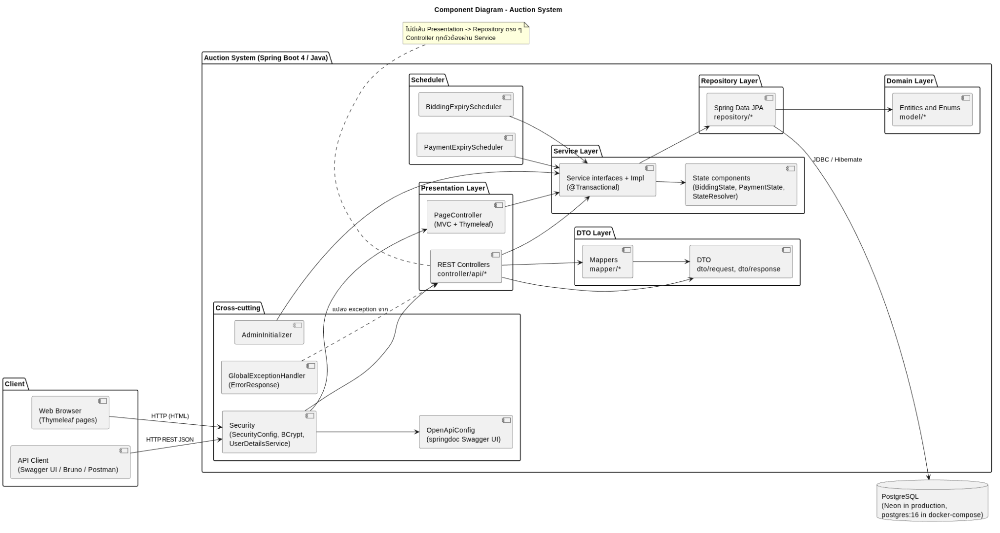 Component Diagram - Auction System
ไม่มีเส้น Presentation -> Repository ตรง ๆ
Controller ทุกตัวต้องผ่าน Service
Auction System (Spring Boot 4 / Java)
Scheduler
BiddingExpiryScheduler
PaymentExpiryScheduler
Repository Layer
Spring Data JPA
repository/*
Domain Layer
Entities and Enums
model/*
JDBC / Hibernate
Service Layer
Service interfaces + Impl
(@Transactional)
State components
(BiddingState, PaymentState,
StateResolver)
Presentation Layer
PageController
(MVC + Thymeleaf)
REST Controllers
controller/api/*
DTO Layer
Mappers
mapper/*
DTO
dto/request, dto/response
แปลง exception จาก
Cross-cutting
AdminInitializer
GlobalExceptionHandler
(ErrorResponse)
Security
(SecurityConfig, BCrypt,
UserDetailsService)
OpenApiConfig
(springdoc Swagger UI)
Client
Web Browser
(Thymeleaf pages)
HTTP (HTML)
API Client
(Swagger UI / Bruno / Postman)
HTTP REST JSON
PostgreSQL
(Neon in production,
postgres:16 in docker-compose)